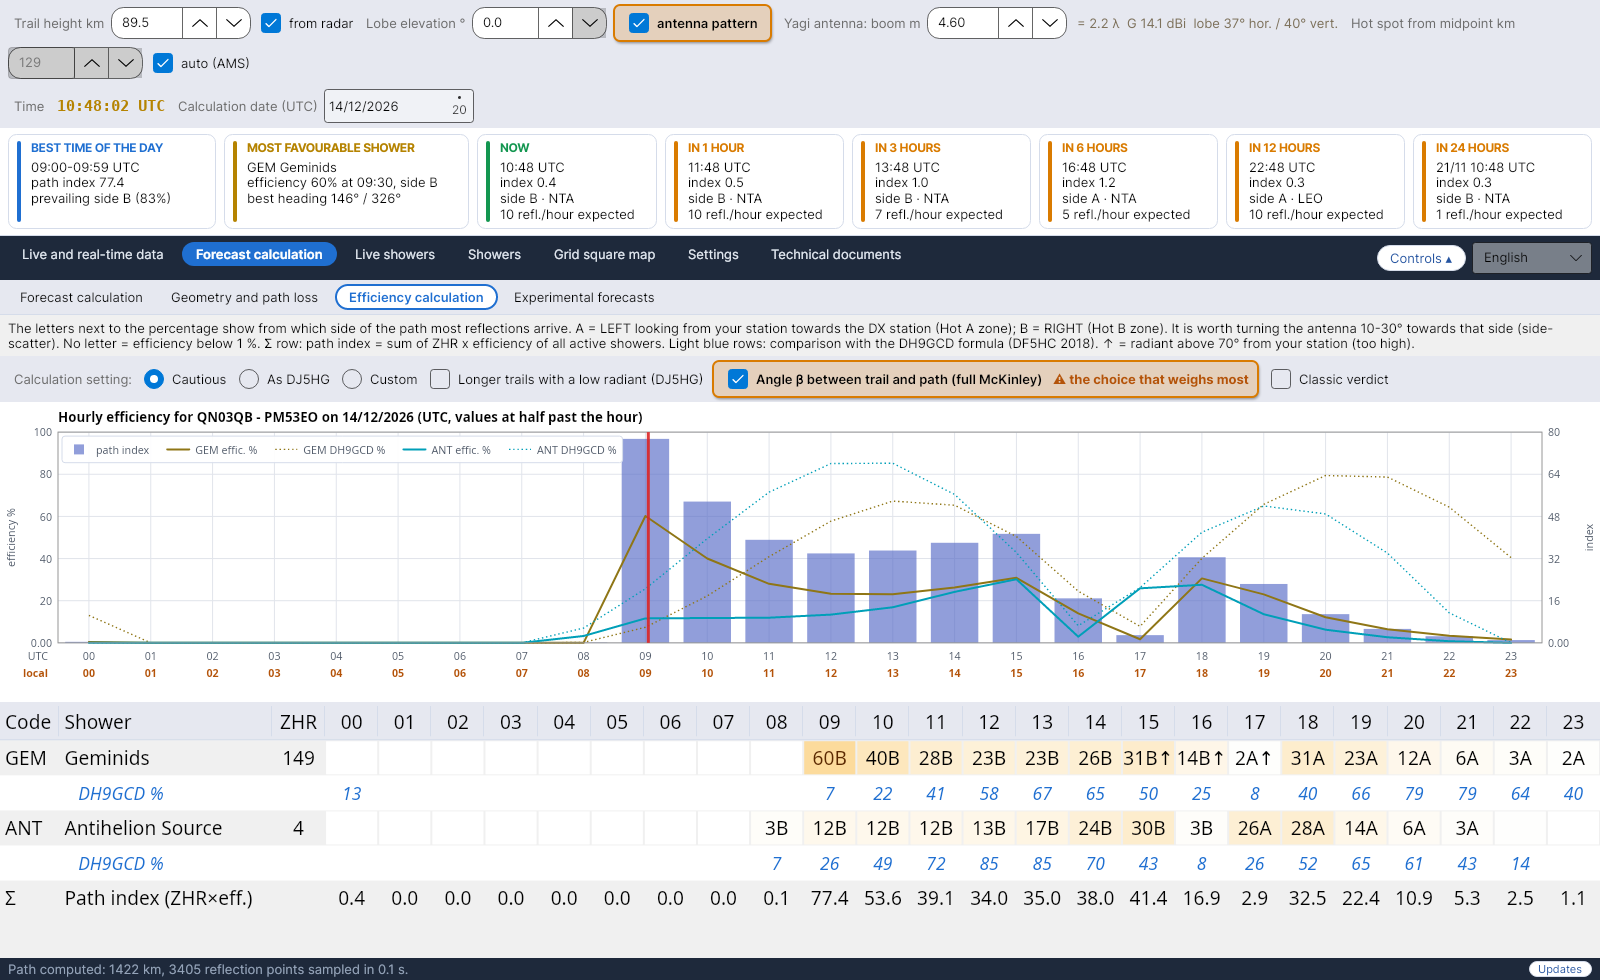 Trail height km 89.5 from radar Lobe elevation ° 0.0 antenna pattern Yagi antenna: boom m 4.60 = 2.2 λ G 14.1 dBi lobe 37° hor. / 40° vert. Hot spot from midpoint km
129 auto (AMS)
Time 10:48:02 UTC Calculation date (UTC) 14/12/2026 20
BEST TIME OF THE DAY
09:00-09:59 UTC
path index 77.4
prevailing side B (83%)
MOST FAVOURABLE SHOWER
GEM Geminids
efficiency 60% at 09:30, side B
best heading 146° / 326°
NOW
10:48 UTC
index 0.4
side B · NTA
10 refl./hour expected
IN 1 HOUR
11:48 UTC
index 0.5
side B · NTA
10 refl./hour expected
IN 3 HOURS
13:48 UTC
index 1.0
side B · NTA
7 refl./hour expected
IN 6 HOURS
16:48 UTC
index 1.2
side A · NTA
5 refl./hour expected
IN 12 HOURS
22:48 UTC
index 0.3
side A · LEO
10 refl./hour expected
IN 24 HOURS
21/11 10:48 UTC
index 0.3
side B · NTA
1 refl./hour expected
Live and real-time data Forecast calculation Live showers Showers Grid square map Settings Technical documents Controls ▴ English
Forecast calculation Geometry and path loss Efficiency calculation Experimental forecasts
The letters next to the percentage show from which side of the path most reflections arrive. A = LEFT looking from your station towards the DX station (Hot A zone); B = RIGHT (Hot B zone). It is worth turning the antenna 10-30° towards that side (side-
scatter). No letter = efficiency below 1 %. Σ row: path index = sum of ZHR x efficiency of all active showers. Light blue rows: comparison with the DH9GCD formula (DF5HC 2018). ↑ = radiant above 70° from your station (too high).
Calculation setting: Cautious As DJ5HG Custom Longer trails with a low radiant (DJ5HG) Angle β between trail and path (full McKinley) ⚠ the choice that weighs most Classic verdict
Hourly efficiency for QN03QB - PM53EO on 14/12/2026 (UTC, values at half past the hour)
path index GEM effic. % GEM DH9GCD % ANT effic. % ANT DH9GCD %
efficiency %
100
80
60
40
20
0.00
index
80
64
48
32
16
0.00
UTC 00 01 02 03 04 05 06 07 08 09 10 11 12 13 14 15 16 17 18 19 20 21 22 23
local 00 01 02 03 04 05 06 07 08 09 10 11 12 13 14 15 16 17 18 19 20 21 22 23
Code Shower ZHR 00 01 02 03 04 05 06 07 08 09 10 11 12 13 14 15 16 17 18 19 20 21 22 23
GEM Geminids 149 60B 40B 28B 23B 23B 26B 31B↑ 14B↑ 2A↑ 31A 23A 12A 6A 3A 2A
DH9GCD % 13 7 22 41 58 67 65 50 25 8 40 66 79 79 64 40
ANT Antihelion Source 4 3B 12B 12B 12B 13B 17B 24B 30B 3B 26A 28A 14A 6A 3A
DH9GCD % 7 26 49 72 85 85 70 43 8 26 52 65 61 43 14
Σ Path index (ZHR×eff.) 0.4 0.0 0.0 0.0 0.0 0.0 0.0 0.0 0.1 77.4 53.6 39.1 34.0 35.0 38.0 41.4 16.9 2.9 32.5 22.4 10.9 5.3 2.5 1.1
Path computed: 1422 km, 3405 reflection points sampled in 0.1 s. Updates